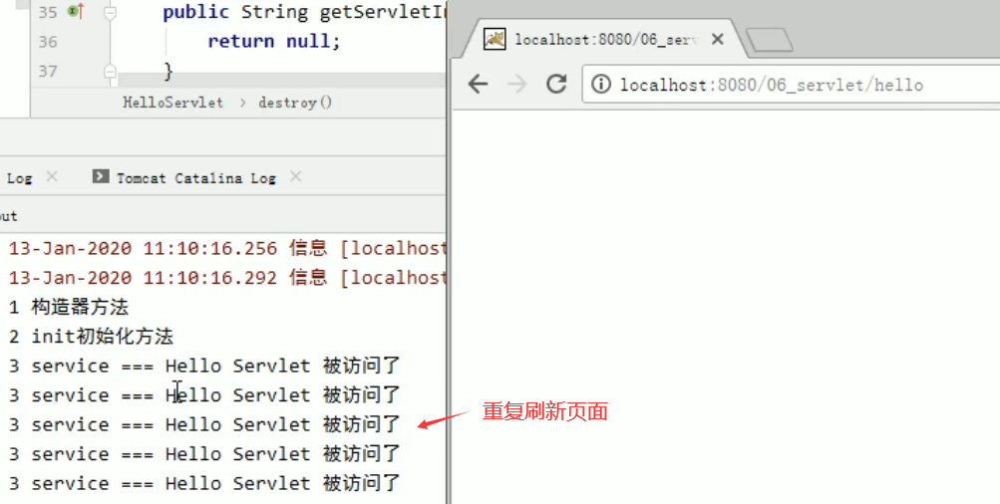 35 public String getServletI
36 return null;
37 }
HelloServlet > destroy()
Log
Tomcat Catalina Log
out
13-Jan-2020 11:10:16.256 信息 [localhost
13-Jan-2020 11:10:16.292 信息 [localhost
1 构造器方法
2 init初始化方法
3 service === Hello Servlet 被访问了
3 service === Hello Servlet 被访问了
3 service === Hello Servlet 被访问了
3 service === Hello Servlet 被访问了
3 service === Hello Servlet 被访问了
localhost:8080/06_serv
localhost:8080/06_servlet/hello
重复刷新页面